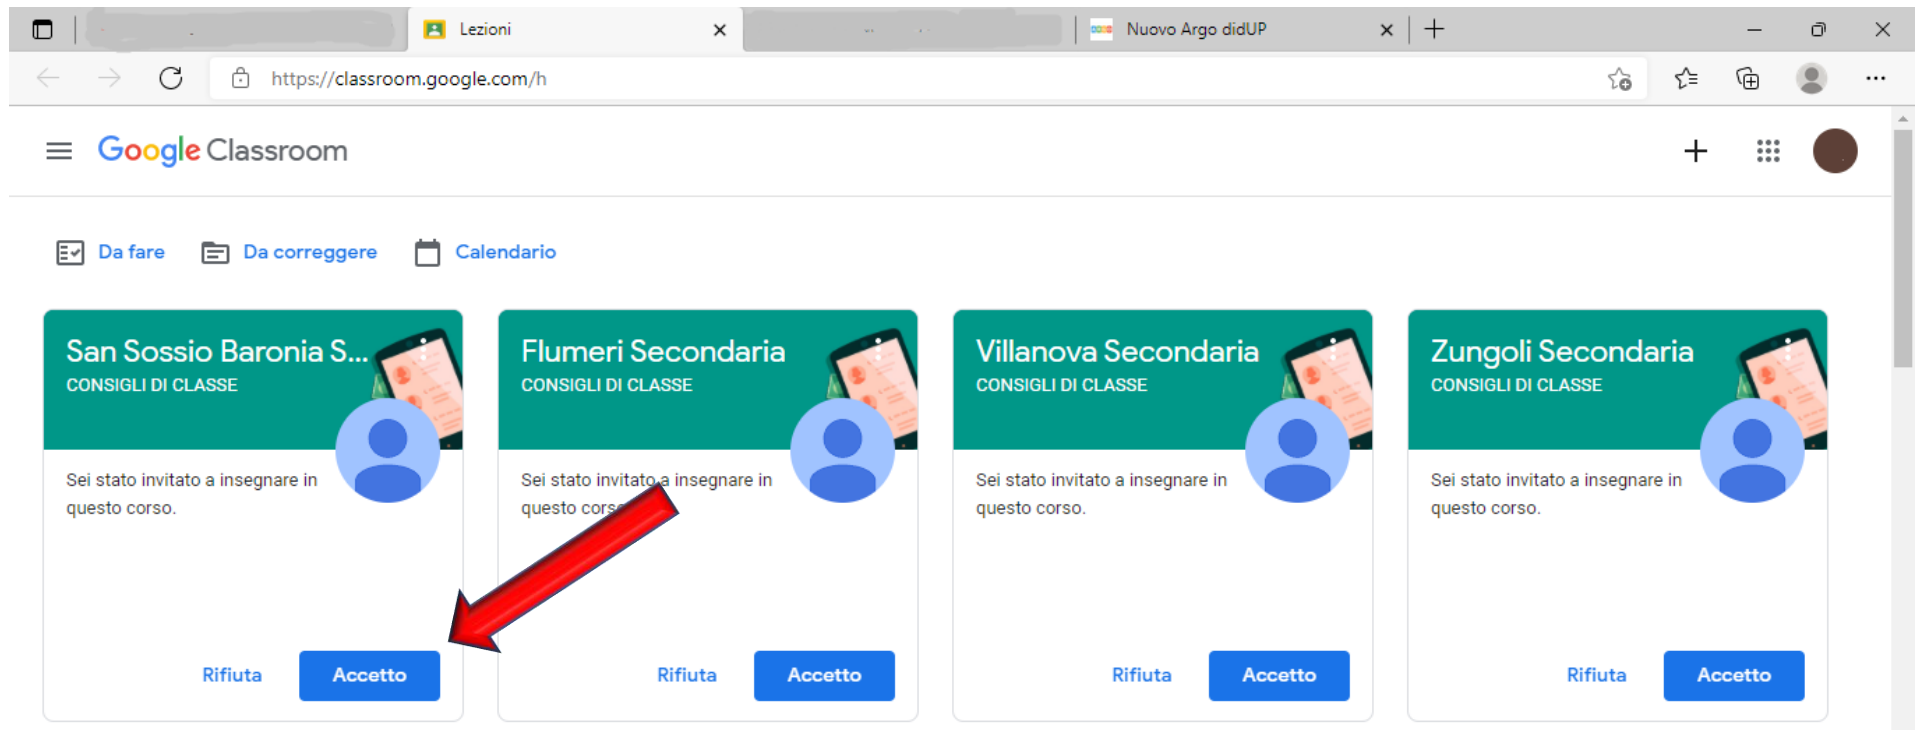 Lezioni
Nuovo Argo didUP
https://classroom.google.com/h
Google Classroom
Da fare
Da correggere
Calendario
San Sossio Baronia S...
CONSIGLI DI CLASSE
Sei stato invitato a insegnare in
questo corso.
Rifiuta
Accetto
Flumeri Secondaria
CONSIGLI DI CLASSE
Sei stato invitato a insegnare in
questo corso
Rifiuta
Accetto
Villanova Secondaria
CONSIGLI DI CLASSE
Sei stato invitato a insegnare in
questo corso.
Rifiuta
Accetto
Zungoli Secondaria
CONSIGLI DI CLASSE
Sei stato invitato a insegnare in
questo corso.
Rifiuta
Accetto